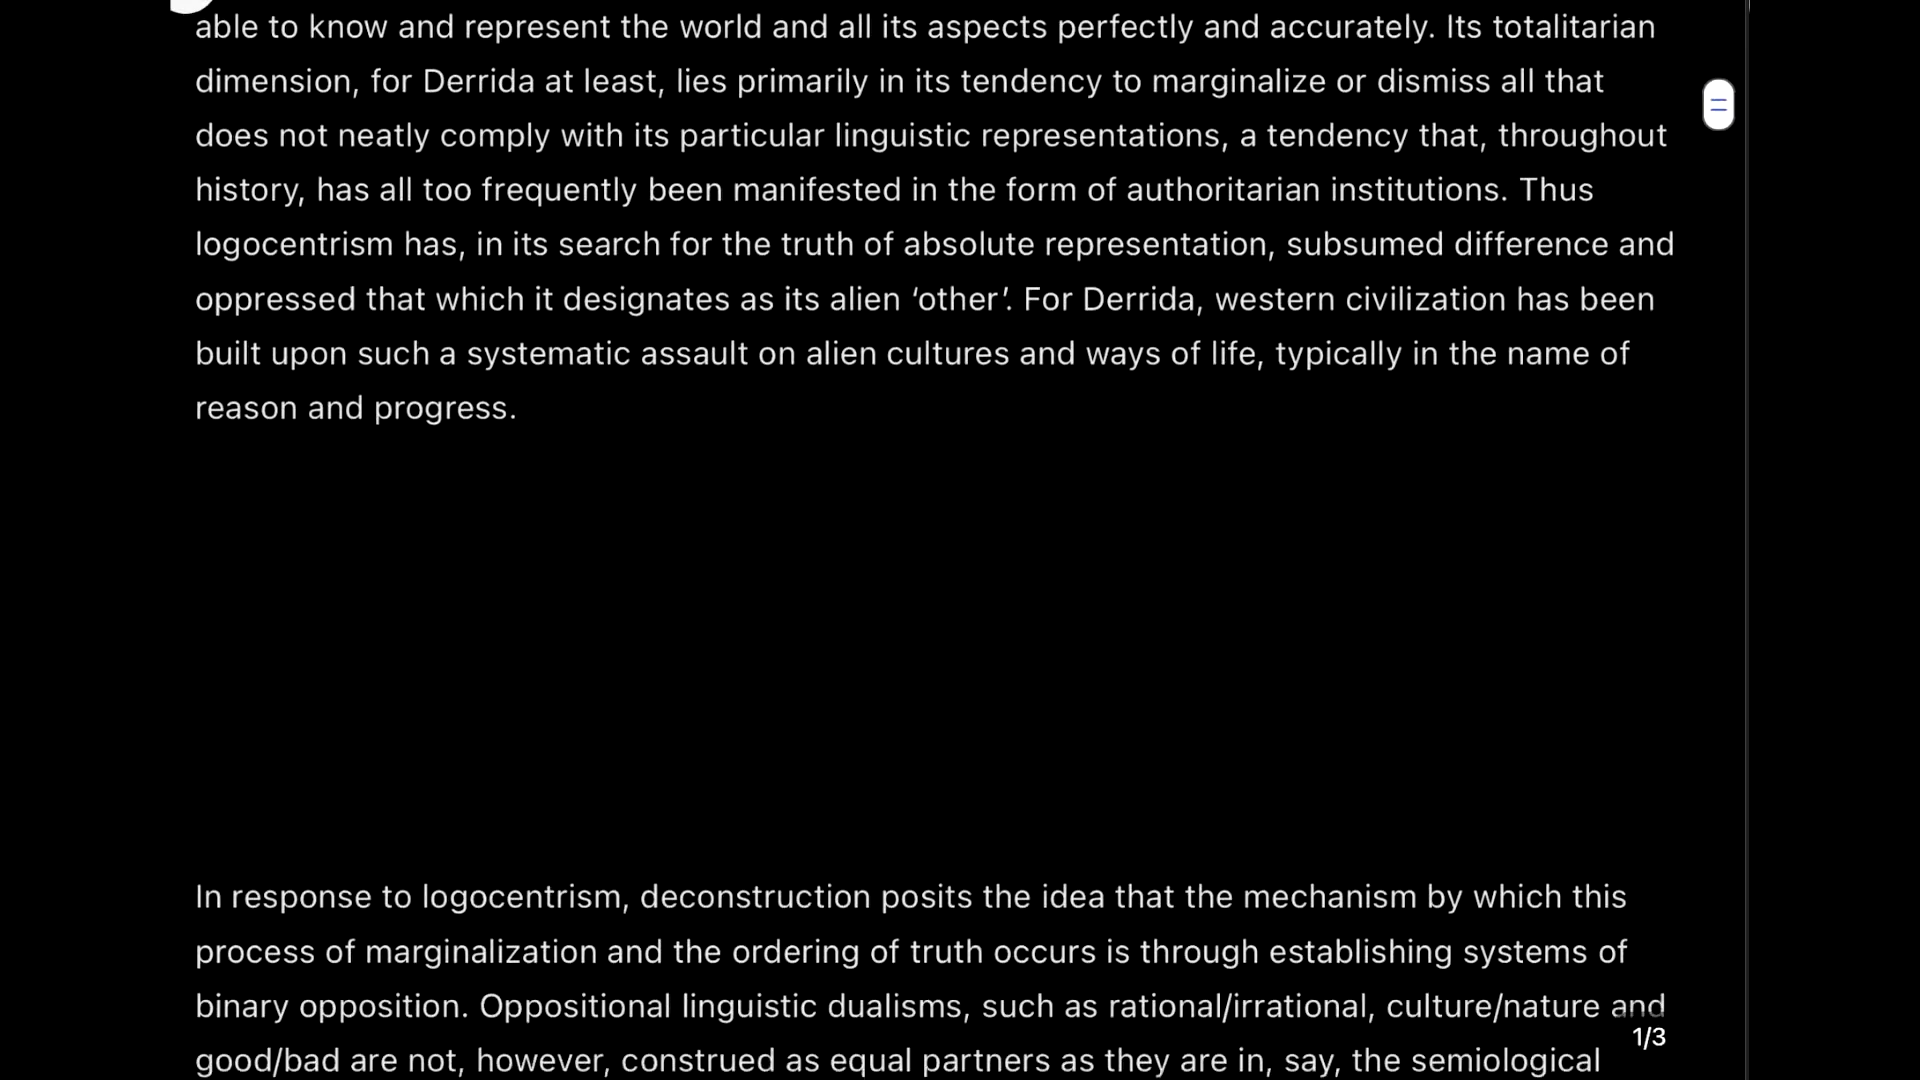 able to know and represent the world and all its aspects perfectly and accurately. Its totalitarian
dimension, for Derrida at least, lies primarily in its tendency to marginalize or dismiss all that
does not neatly comply with its particular linguistic representations, a tendency that, throughout
history, has all too frequently been manifested in the form of authoritarian institutions. Thus
logocentrism has, in its search for the truth of absolute representation, subsumed difference and
oppressed that which it designates as its alien ‘other’. For Derrida, western civilization has been
built upon such a systematic assault on alien cultures and ways of life, typically in the name of
reason and progress.
In response to logocentrism, deconstruction posits the idea that the mechanism by which this
process of marginalization and the ordering of truth occurs is through establishing systems of
binary opposition. Oppositional linguistic dualisms, such as rational/irrational, culture/nature and
good/bad are not, however, construed as equal partners as they are in, say, the semiological
1/3